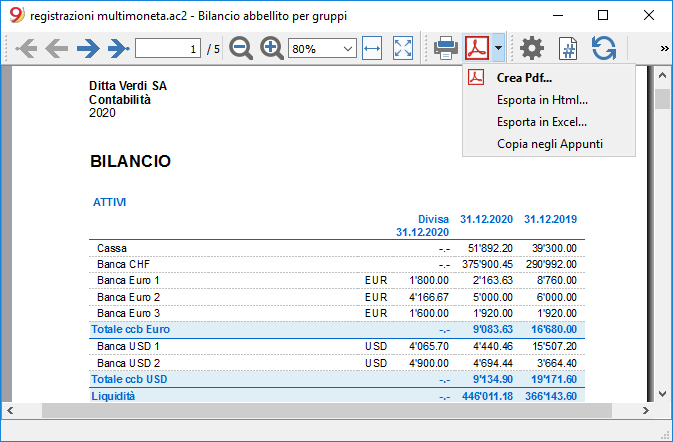 registrazioni multimoneta.ac2 - Bilancio abbellito per gruppi
1 / 5 80% »
Crea Pdf...
Esporta in Html...
Esporta in Excel...
Copia negli Appunti
Ditta Verdi SA
Contabilità
2020
BILANCIO
ATTIVI
Divisa 31.12.2020 31.12.2019
31.12.2020
Cassa -.- 51'892.20 39'300.00
Banca CHF -.- 375'900.45 290'992.00
Banca Euro 1 EUR 1'800.00 2'163.63 8'760.00
Banca Euro 2 EUR 4'166.67 5'000.00 6'000.00
Banca Euro 3 EUR 1'600.00 1'920.00 1'920.00
Totale ccb Euro -.- 9'083.63 16'680.00
Banca USD 1 USD 4'065.70 4'440.46 15'507.20
Banca USD 2 USD 4'900.00 4'694.44 3'664.40
Totale ccb USD -.- 9'134.90 19'171.60
Liquidità -.- 446'011.18 366'143.60